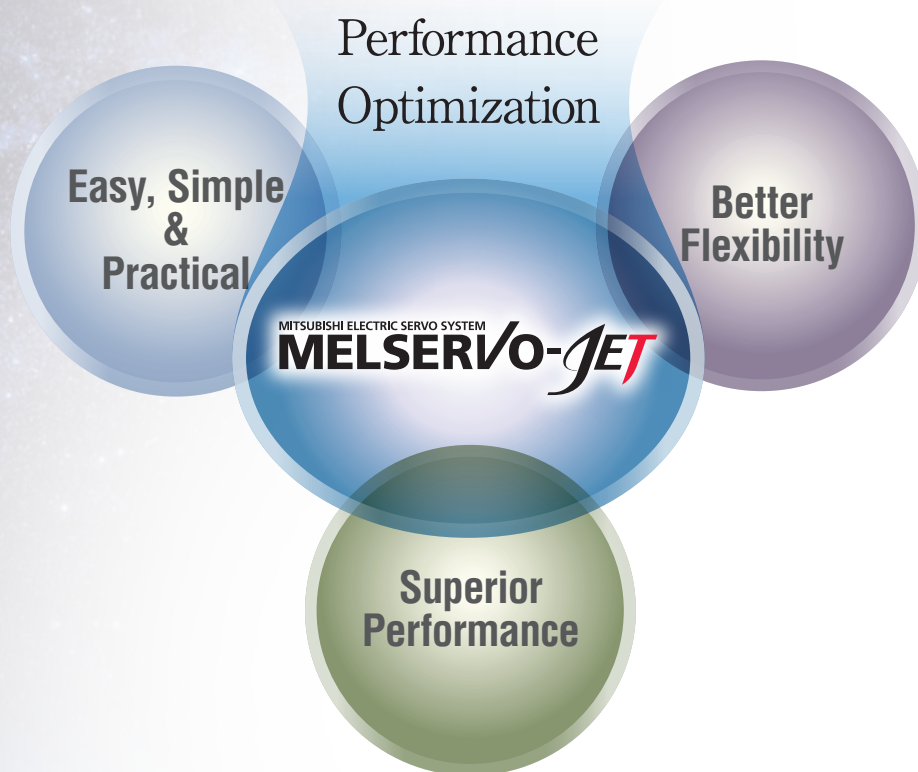 Performance
Optimization
Easy, Simple
&
Practical
Better
Flexibility
MITSUBISHI ELECTRIC SERVO SYSTEM
MELSERVO-JET
Superior
Performance